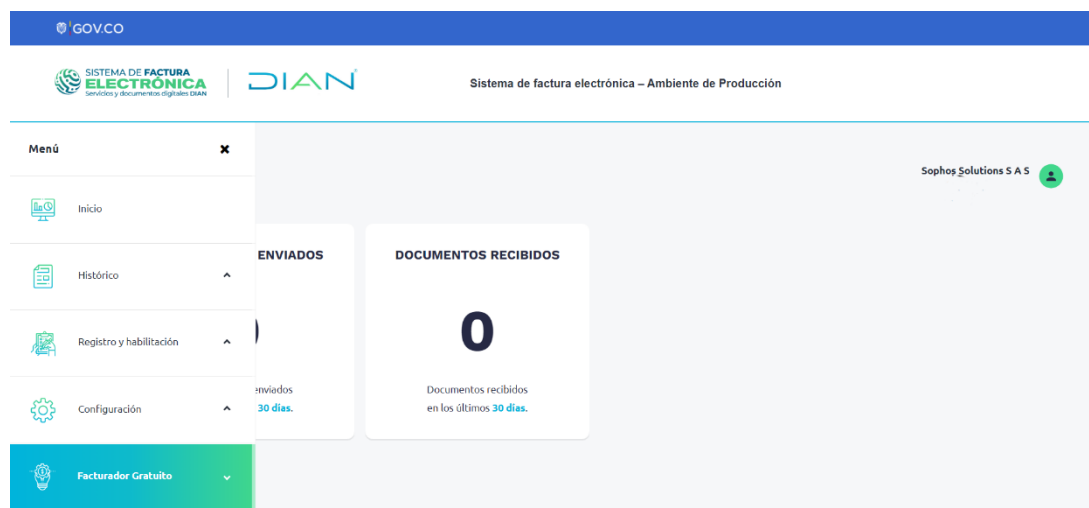 GOV.CO
SISTEMA DE FACTURA
ELECTRÓNICA
Servicios y documentos digitales DIAN
DIAN
Sistema de factura electrónica – Ambiente de Producción
Menú
Sophos Solutions S A S
Inicio
ENVIADOS
DOCUMENTOS RECIBIDOS
Histórico
0
Registro y habilitación
enviados
30 días.
Documentos recibidos
en los últimos 30 días.
Configuración
Facturador Gratuito